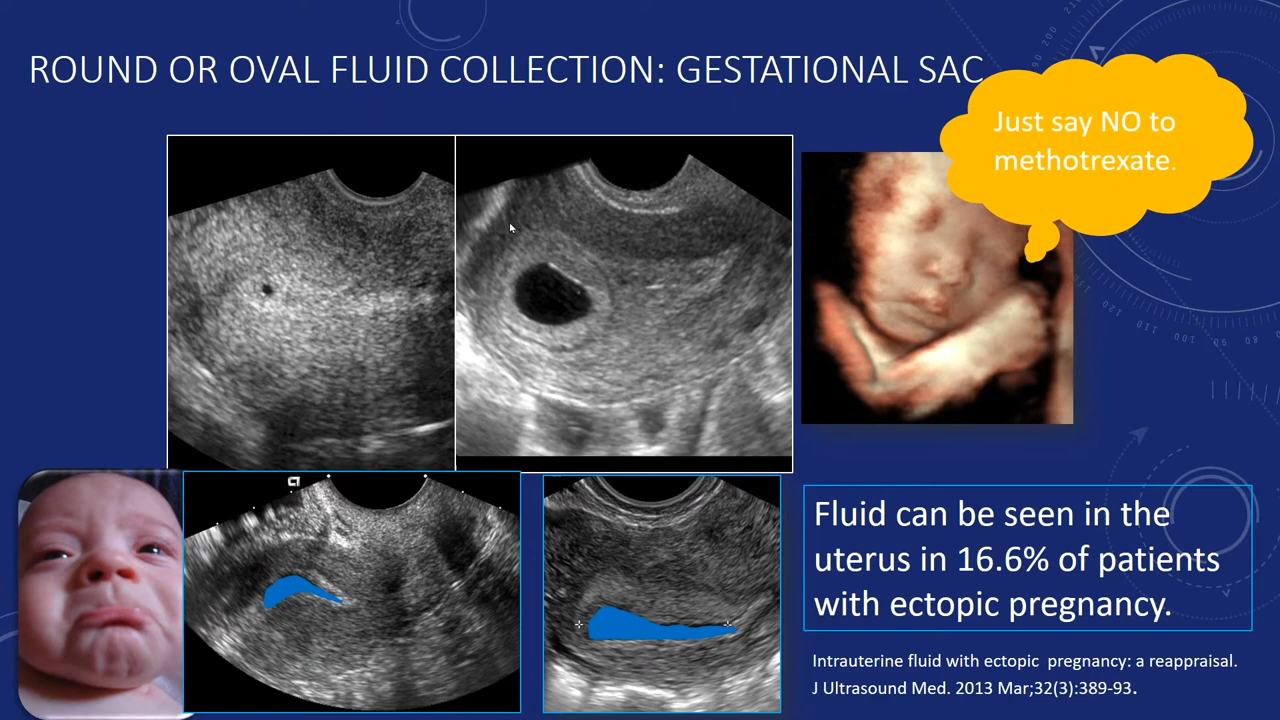 ROUND OR OVAL FLUID COLLECTION: GESTATIONAL SAC
Just say NO to
methotrexate.
Fluid can be seen in the
uterus in 16.6% of patients
with ectopic pregnancy.
Intrauterine fluid with ectopic pregnancy: a reappraisal.
J Ultrasound Med. 2013 Mar;32(3):389-93.